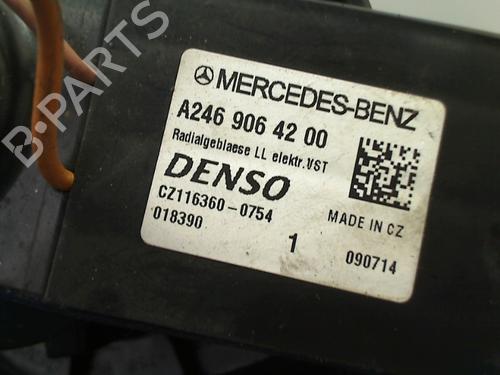 B-PARTS
MERCEDES-BENZ
A246 906 42 00
Radialgeblaese LL elektr.VST
DENSO
CZ116360-0754
018390
MADE IN CZ
1
090714